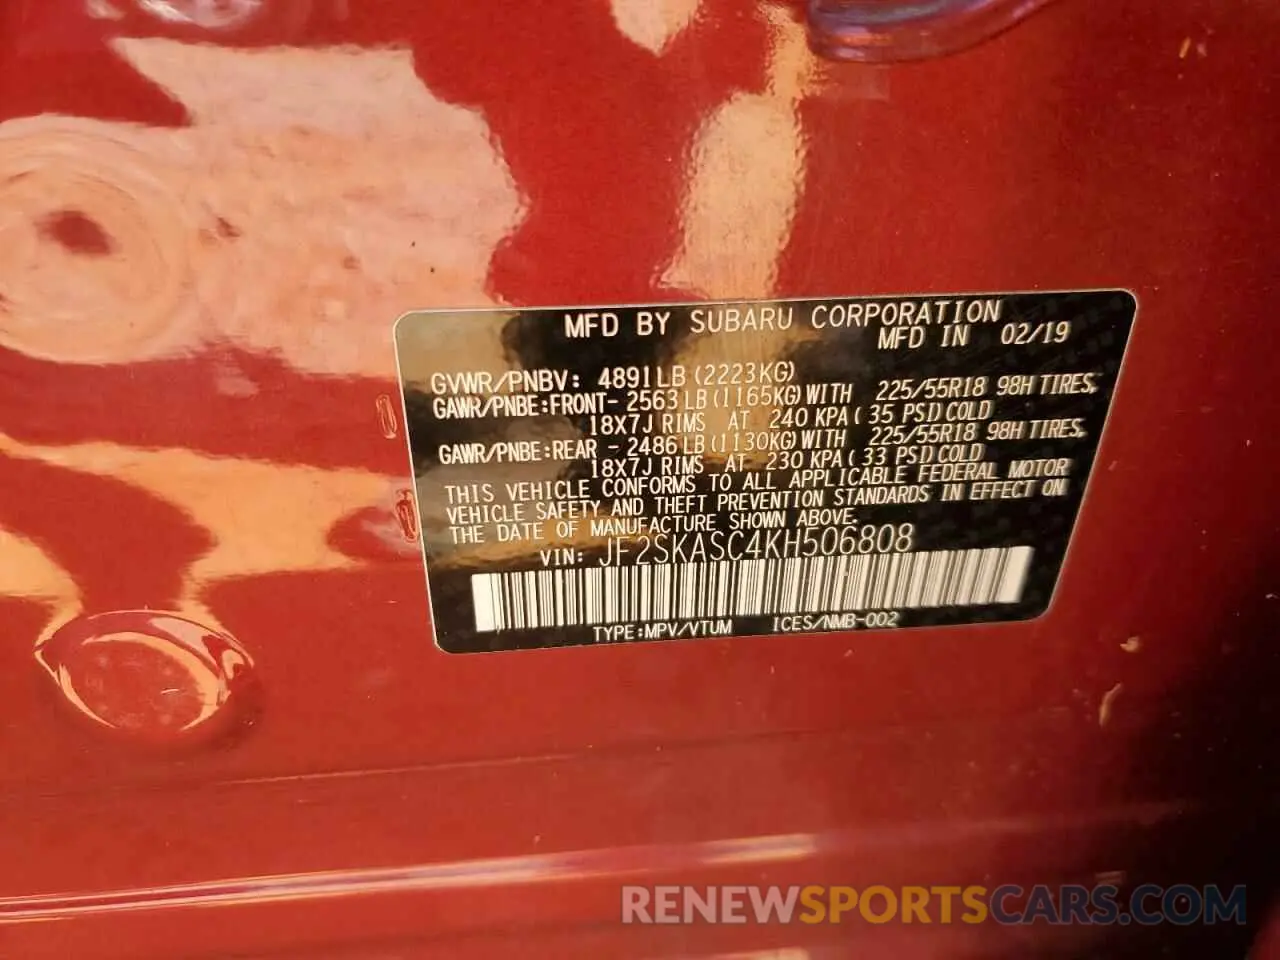 MFD BY SUBARU CORPORATION
MFD IN 02/19
GVWR/PNBV: 4891LB(2223KG)
GAWR/PNBE:FRONT- 2563LB(1165KG)WITH 225/55R18 98H TIRES,
18X7J RIMS AT 240 KPA( 35 PSI)COLD
GAWR/PNBE:REAR - 2486LB(1130KG)WITH 225/55R18 98H TIRES,
18X7J RIMS AT 230 KPA( 33 PSI)COLD
THIS VEHICLE CONFORMS TO ALL APPLICABLE FEDERAL MOTOR
VEHICLE SAFETY AND THEFT PREVENTION STANDARDS IN EFFECT ON
THE DATE OF MANUFACTURE SHOWN ABOVE.
VIN: JF2SKASC4KH506808
TYPE:MPV/VTUM ICES/NMB-002
RENEWSPORTSCARS.COM